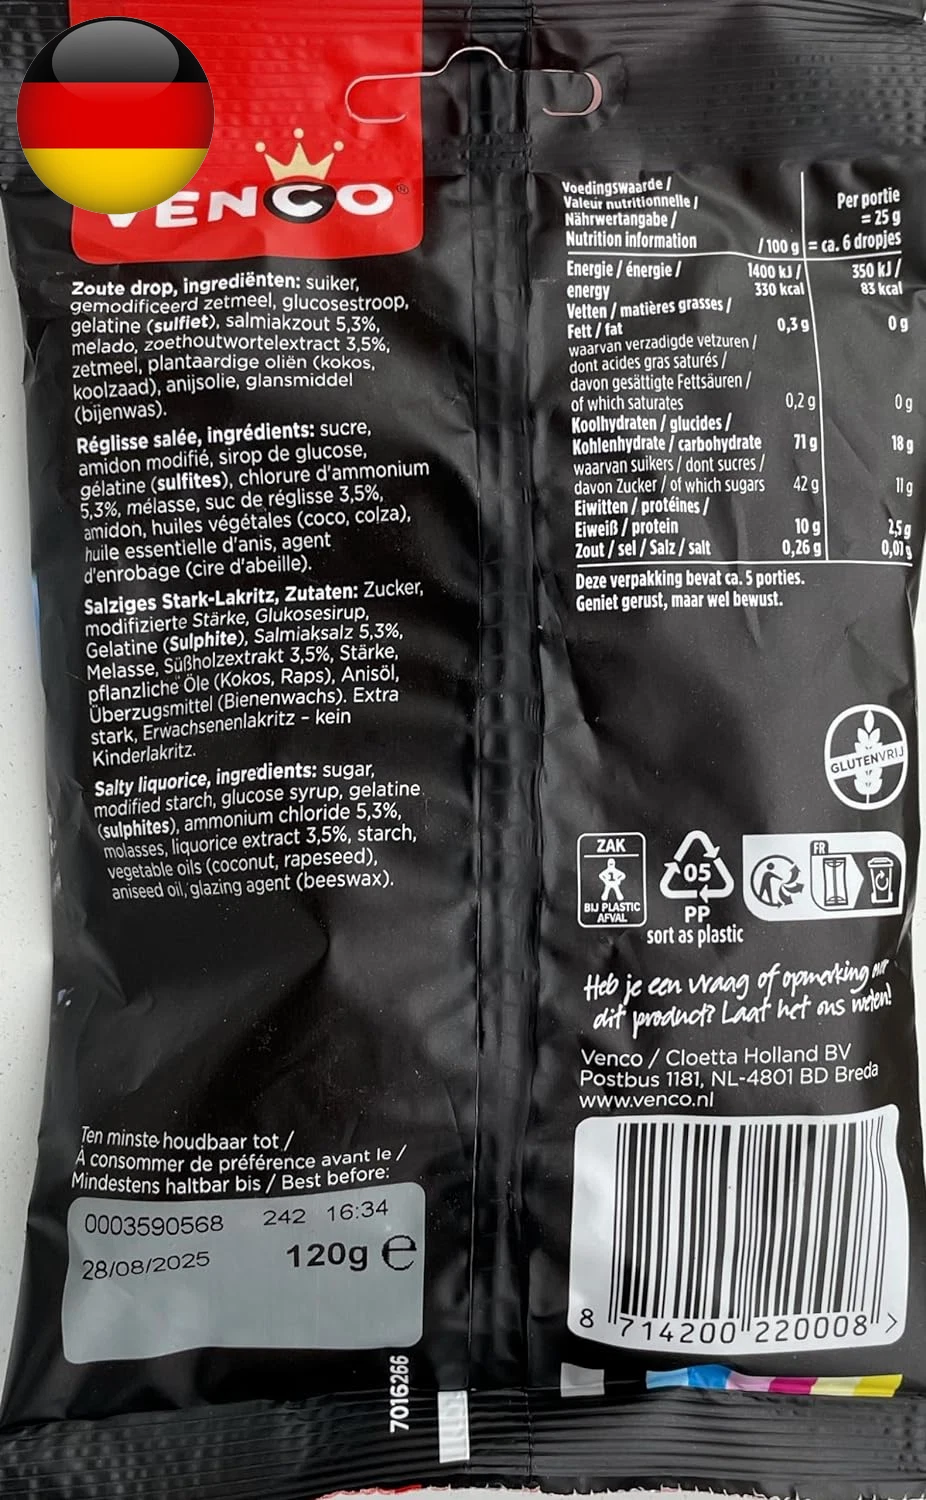 VENCO®
Zoute drop, ingrediënten: suiker,
gemodificeerd zetmeel, glucosestroop,
gelatine (sulfiet), salmiakzout 5,3%,
melado, zoethoutwortelextract 3,5%,
zetmeel, plantaardige oliën (kokos,
koolzaad), anijsolie, glansmiddel
(bijenwas).
Réglisse salée, ingrédients: sucre,
amidon modifié, sirop de glucose,
gélatine (sulfites), chlorure d'ammonium
5,3%, mélasse, suc de réglisse 3,5%,
amidon, huiles végétales (coco, colza),
huile essentielle d'anis, agent
d'enrobage (cire d'abeille).
Salziges Stark-Lakritz, Zutaten: Zucker,
modifizierte Stärke, Glukosesirup,
Gelatine (Sulphite), Salmiaksalz 5,3%,
Melasse, Süßholzextrakt 3,5%, Stärke,
pflanzliche Öle (Kokos, Raps), Anisöl,
Überzugsmittel (Bienenwachs). Extra
stark, Erwachsenenlakritz – kein
Kinderlakritz.
Salty liquorice, ingredients: sugar,
modified starch, glucose syrup, gelatine
(sulphites), ammonium chloride 5,3%,
molasses, liquorice extract 3,5%, starch,
vegetable oils (coconut, rapeseed),
aniseed oil, glazing agent (beeswax).
Ten minste houdbaar tot /
À consommer de préférence avant le /
Mindestens haltbar bis / Best before:
0003590568 242 16:34
28/08/2025 120g e
7016266
Voedingswaarde /
Valeur nutritionnelle /
Nährwertangabe /
Nutrition information / 100 g
Per portie
= 25 g
= ca. 6 dropjes
Energie / énergie / 1400 kJ / 350 kJ /
energy 330 kcal 83 kcal
Vetten / matières grasses /
Fett / fat 0,3 g 0 g
waarvan verzadigde vetzuren /
dont acides gras saturés /
davon gesättigte Fettsäuren /
of which saturates 0,2 g 0 g
Koolhydraten / glucides /
Kohlenhydrate / carbohydrate 71 g 18 g
waarvan suikers / dont sucres /
davon Zucker / of which sugars 42 g 11 g
Eiwitten / protéines /
Eiweiß / protein 10 g 2,5 g
Zout / sel / Salz / salt 0,26 g 0,07 g
Deze verpakking bevat ca. 5 porties.
Geniet gerust, maar wel bewust.
GLUTENVRIJ
ZAK
1
BIJ PLASTIC
AFVAL
05
PP
sort as plastic
FR
Heb je een vraag of opmerking over
dit product? Laat het ons weten!
Venco / Cloetta Holland BV
Postbus 1181, NL-4801 BD Breda
www.venco.nl
8 714200 220008 >